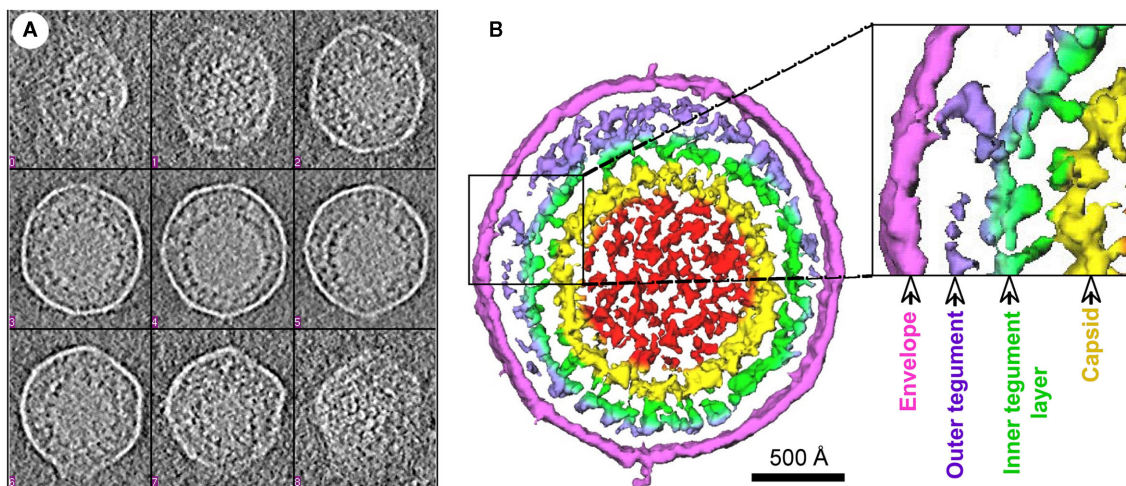 A
0
1
2
3
4
5
6
7
8
B
500 Å
Envelope
Outer tegument
Inner tegument
layer
Capsid